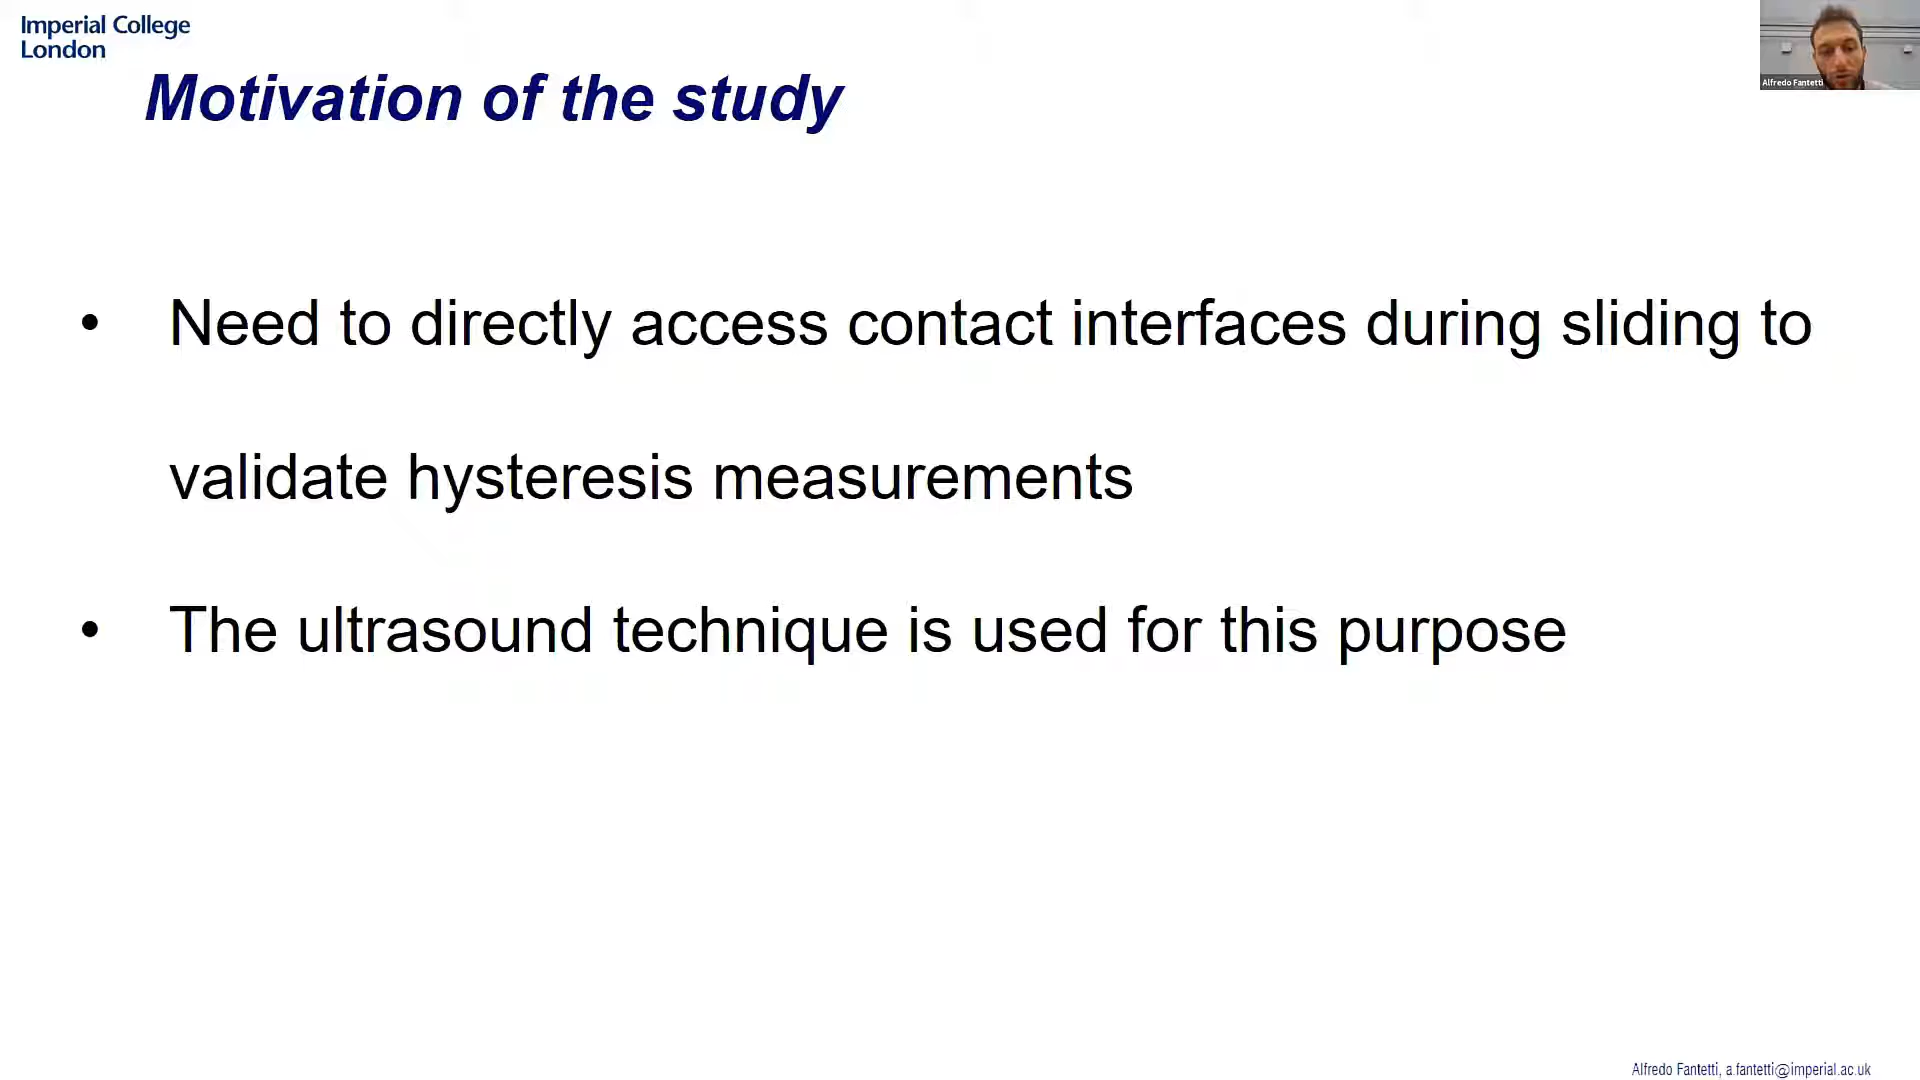 Imperial College
London
Alfredo Fantetti
Motivation of the study
• Need to directly access contact interfaces during sliding to
validate hysteresis measurements
• The ultrasound technique is used for this purpose
Alfredo Fantetti, a.fantetti@imperial.ac.uk